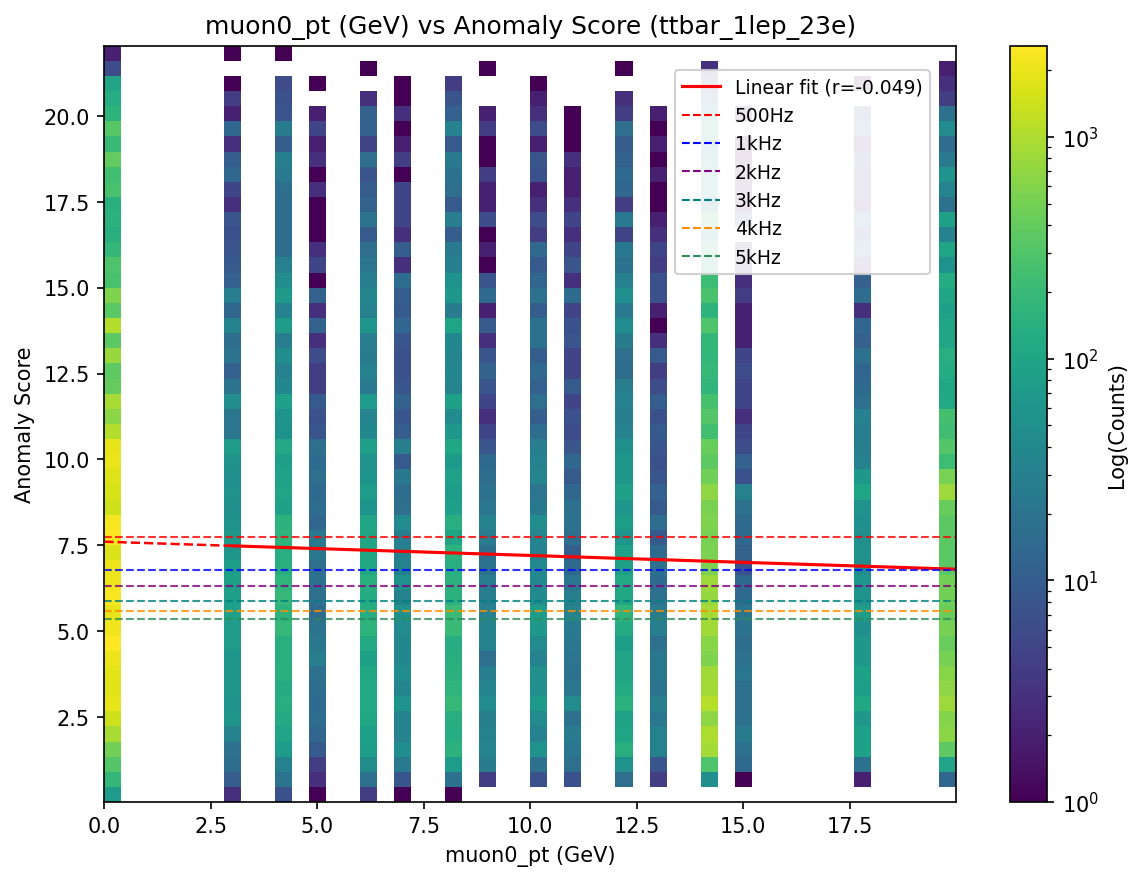 muon0_pt (GeV) vs Anomaly Score (ttbar_1lep_23e)
Linear fit (r=-0.049)
500Hz
1kHz
2kHz
3kHz
4kHz
5kHz
Anomaly Score
20.0
17.5
15.0
12.5
10.0
7.5
5.0
2.5
0.0 2.5 5.0 7.5 10.0 12.5 15.0 17.5
muon0_pt (GeV)
10³
10²
10¹
10⁰
Log(Counts)